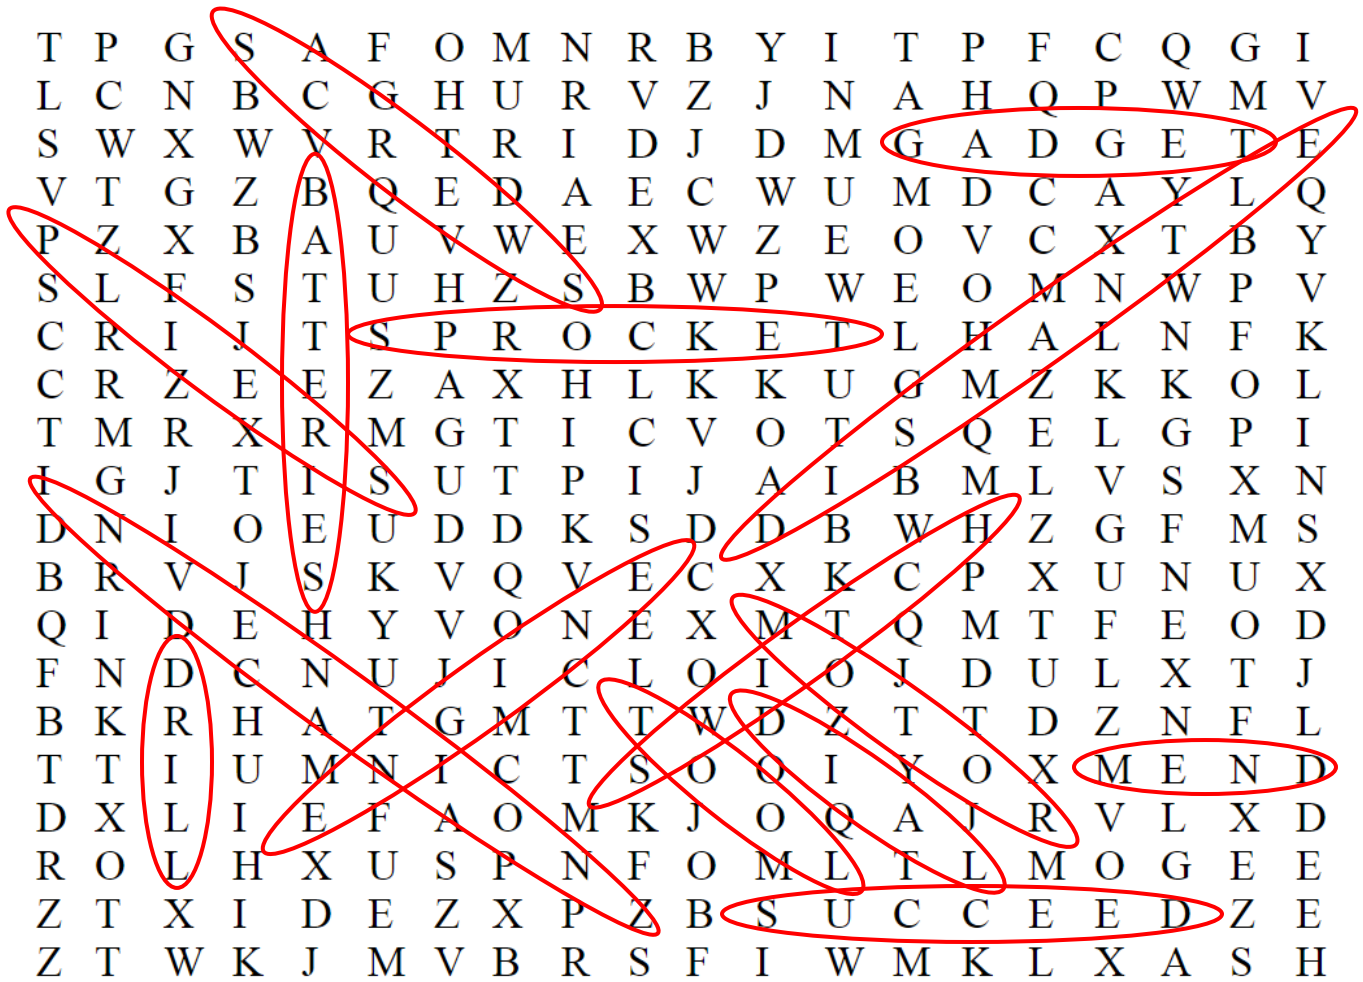 T P G S A F O M N R B Y I T P F C Q G I
L C N B C G H U R V Z J N A H Q P W M V
S W X W V R T R I D J D M G A D G E T E
V T G Z B Q E D A E C W U M D C A Y L Q
P Z X B A U V W E X W Z E O V C X T B Y
S L F S T U H Z S B W P W E O M N W P V
C R I J T S P R O C K E T L H A L N F K
C R Z E E Z A X H L K K U G M Z K K O L
T M R X R M G T I C V O T S Q E L G P I
I G J T I S U T P I J A I B M L V S X N
D N I O E U D D K S D D B W H Z G F M S
B R V J S K V Q V E C X K C P X U N U X
Q I D E H Y V O N E X M T Q M T F E O D
F N D C N U J I C L O I O J D U L X T J
B K R H A T G M T T W D Z T T D Z N F L
T T I U M N I C T S O O I Y O X M E N D
D X L I E F A O M K J O Q A J R V L X D
R O L H X U S P N F O M L T L M O G E E
Z T X I D E Z X P Z B S U C C E E D Z E
Z T W K J M V B R S F I W M K L X A S H